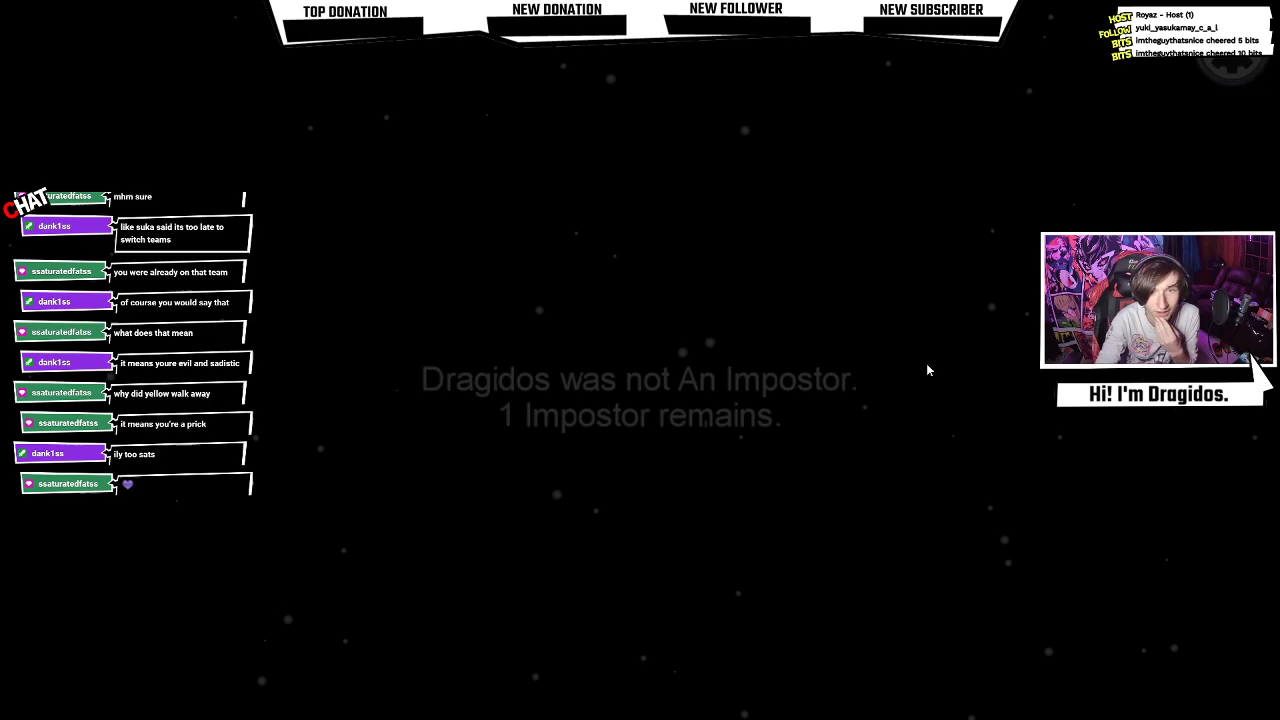 TOP DONATION
NEW DONATION
NEW FOLLOWER
NEW SUBSCRIBER
HOST Royaz - Host (1)
FOLLOW yuki_yasukamay_c_a_l
BITS imtheguythatsnice cheered 5 bits
BITS imtheguythatsnice cheered 10 bits
CHAT
uratedfatss mhm sure
dank1ss like suka said its too late to
switch teams
ssaturatedfatss you were already on that team
dank1ss of course you would say that
ssaturatedfatss what does that mean
dank1ss it means youre evil and sadistic
ssaturatedfatss why did yellow walk away
ssaturatedfatss it means you're a prick
dank1ss ily too sats
ssaturatedfatss 💜
Dragidos was not An Impostor.
1 Impostor remains.
Hi! I'm Dragidos.